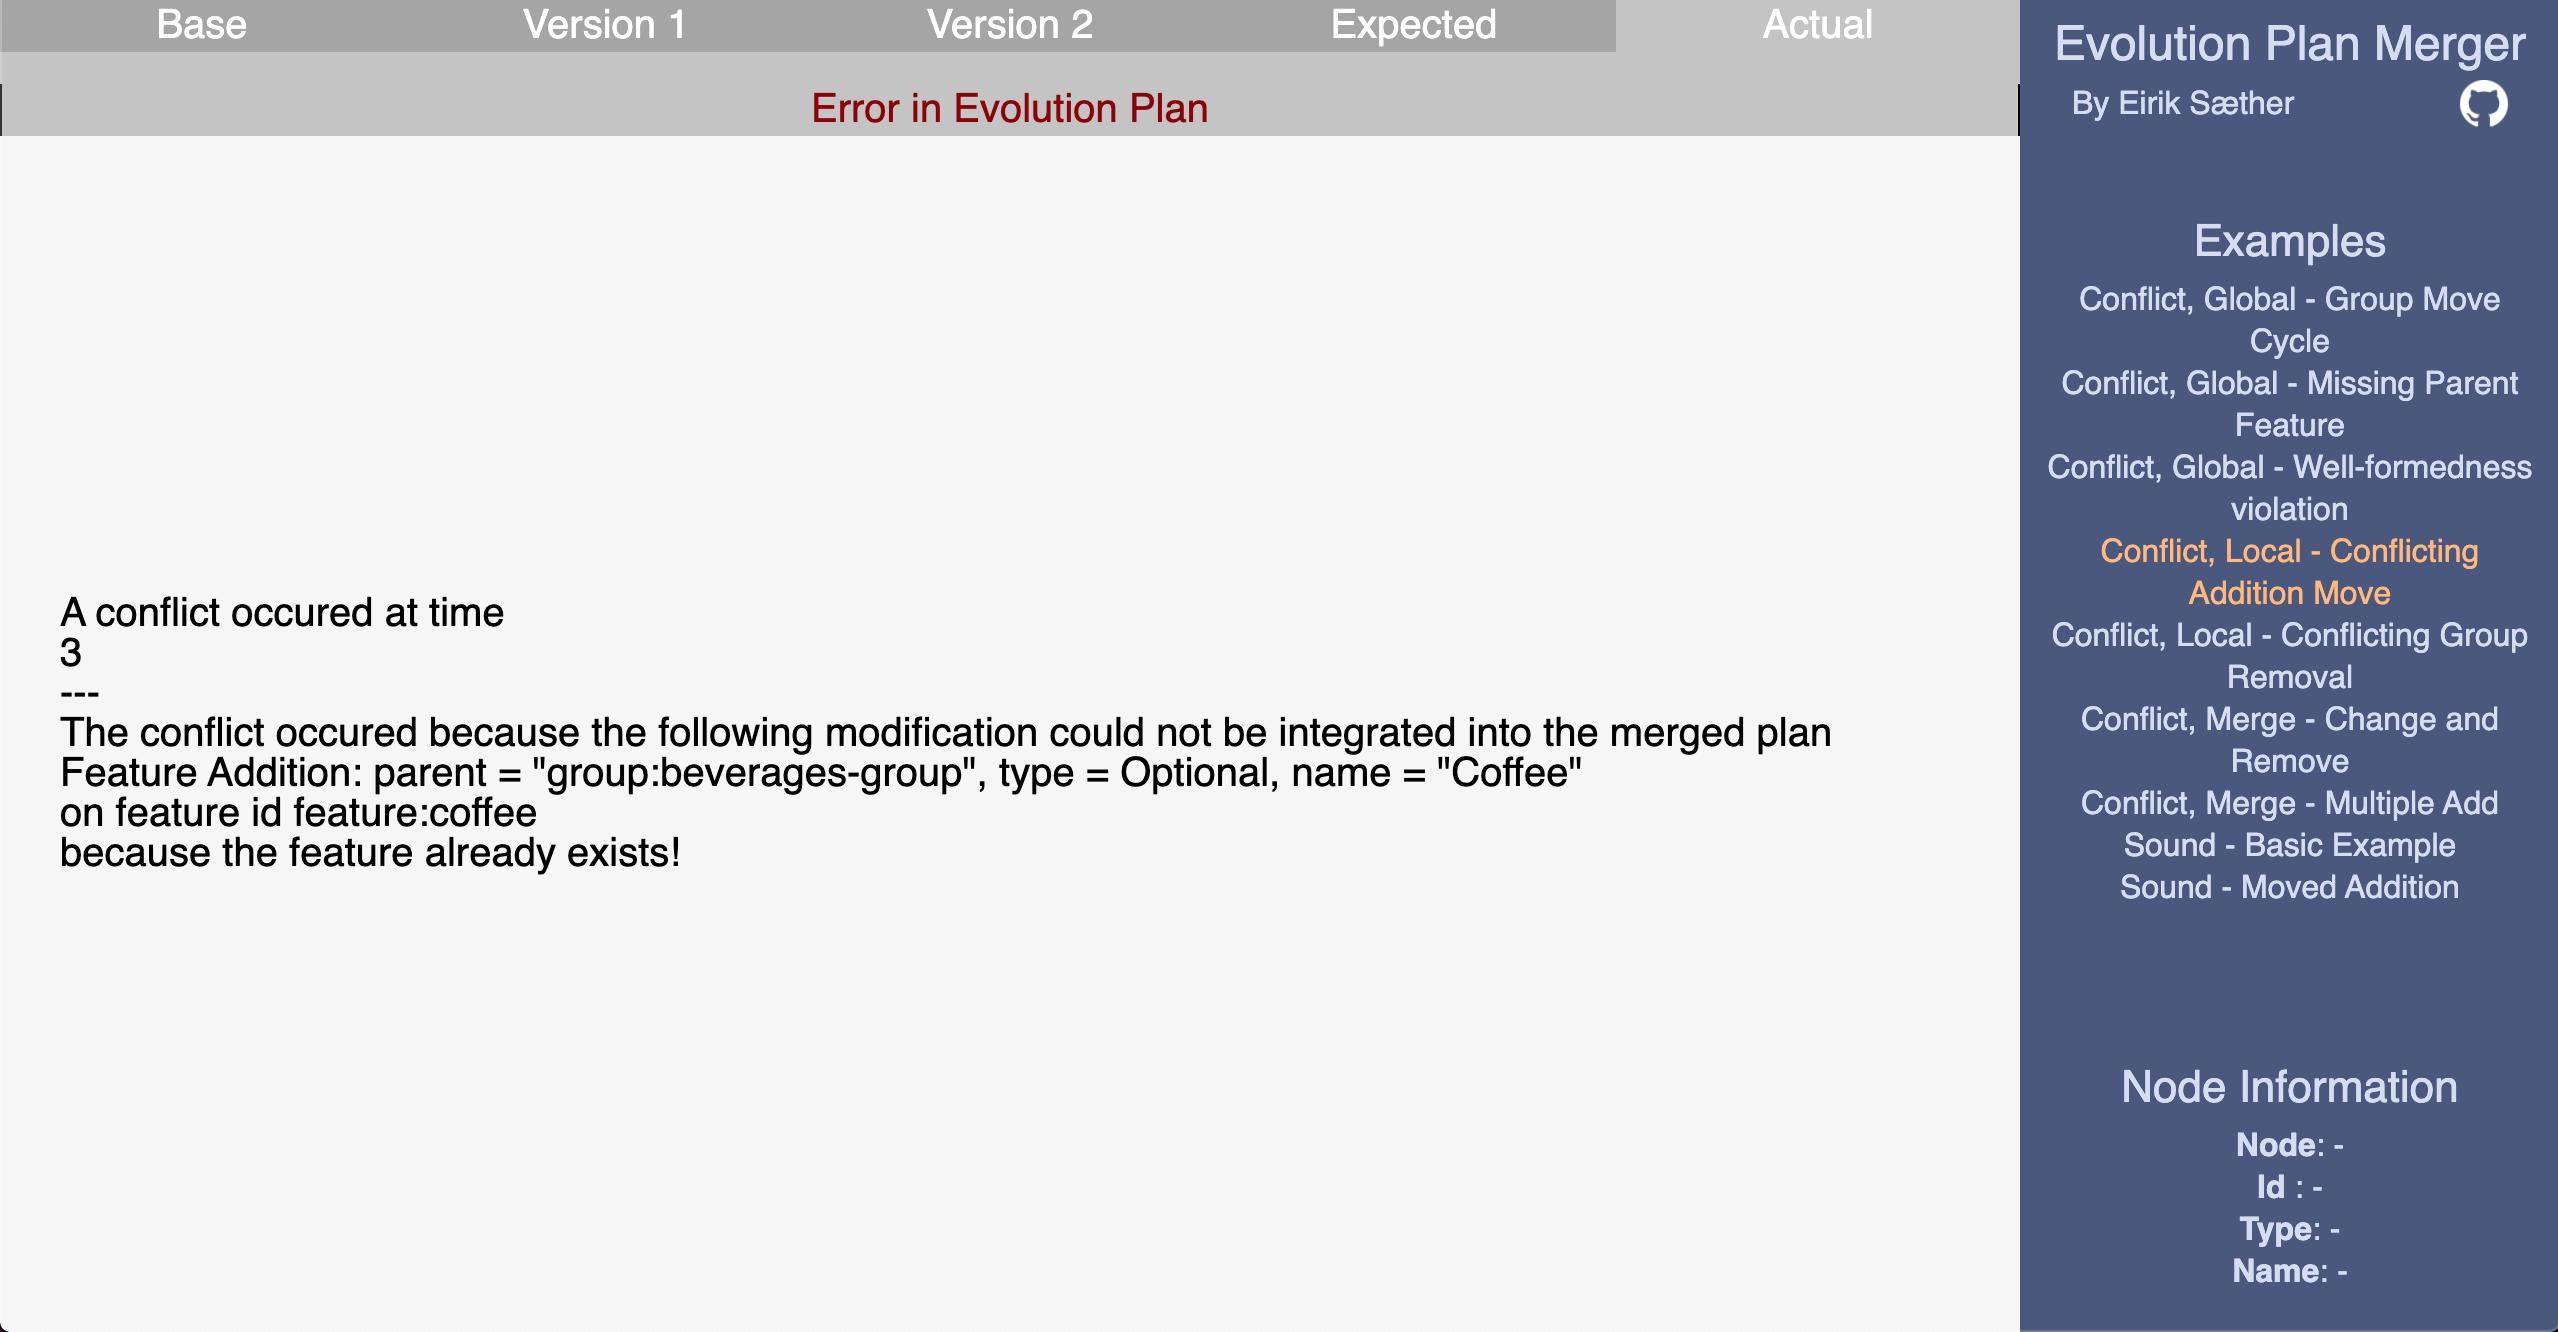 Base Version 1 Version 2 Expected Actual
Error in Evolution Plan
A conflict occured at time
3
---
The conflict occured because the following modification could not be integrated into the merged plan
Feature Addition: parent = "group:beverages-group", type = Optional, name = "Coffee"
on feature id feature:coffee
because the feature already exists!
Evolution Plan Merger
By Eirik Sæther
Examples
Conflict, Global - Group Move
Cycle
Conflict, Global - Missing Parent
Feature
Conflict, Global - Well-formedness
violation
Conflict, Local - Conflicting
Addition Move
Conflict, Local - Conflicting Group
Removal
Conflict, Merge - Change and
Remove
Conflict, Merge - Multiple Add
Sound - Basic Example
Sound - Moved Addition
Node Information
Node: -
Id : -
Type: -
Name: -